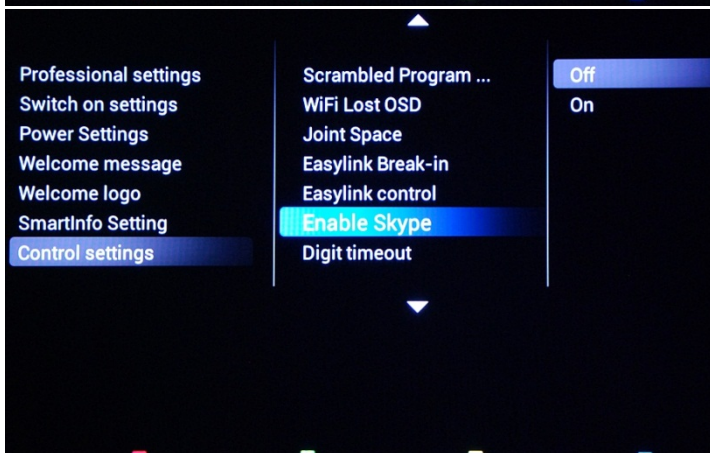 Professional settings
Switch on settings
Power Settings
Welcome message
Welcome logo
SmartInfo Setting
Control settings
Scrambled Program ...
WiFi Lost OSD
Joint Space
Easylink Break-in
Easylink control
Enable Skype
Digit timeout
Off
On